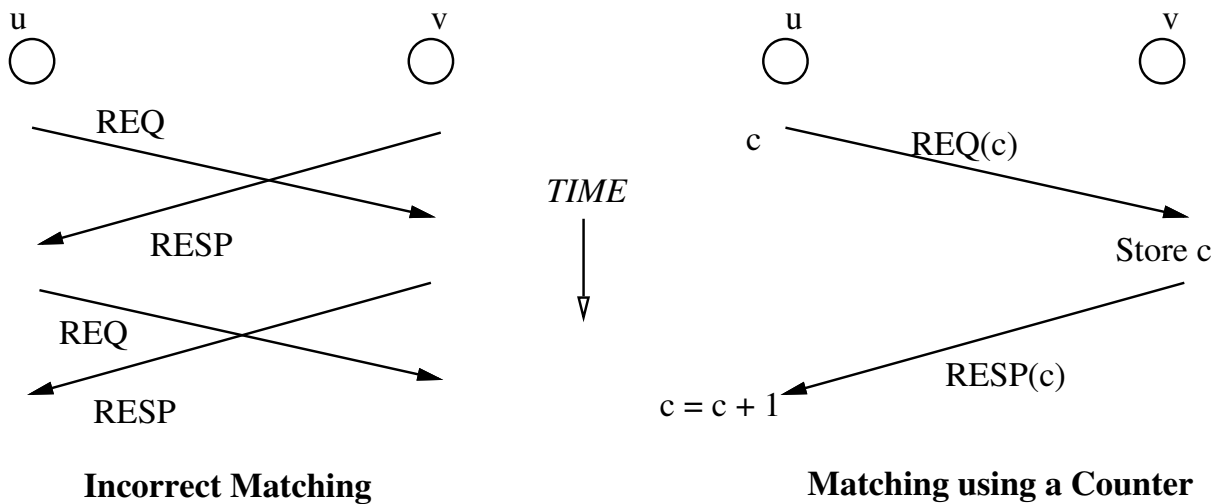 u
v
REQ
RESP
REQ
RESP
Incorrect Matching
TIME
u
v
c
REQ(c)
Store c
RESP(c)
c = c + 1
Matching using a Counter